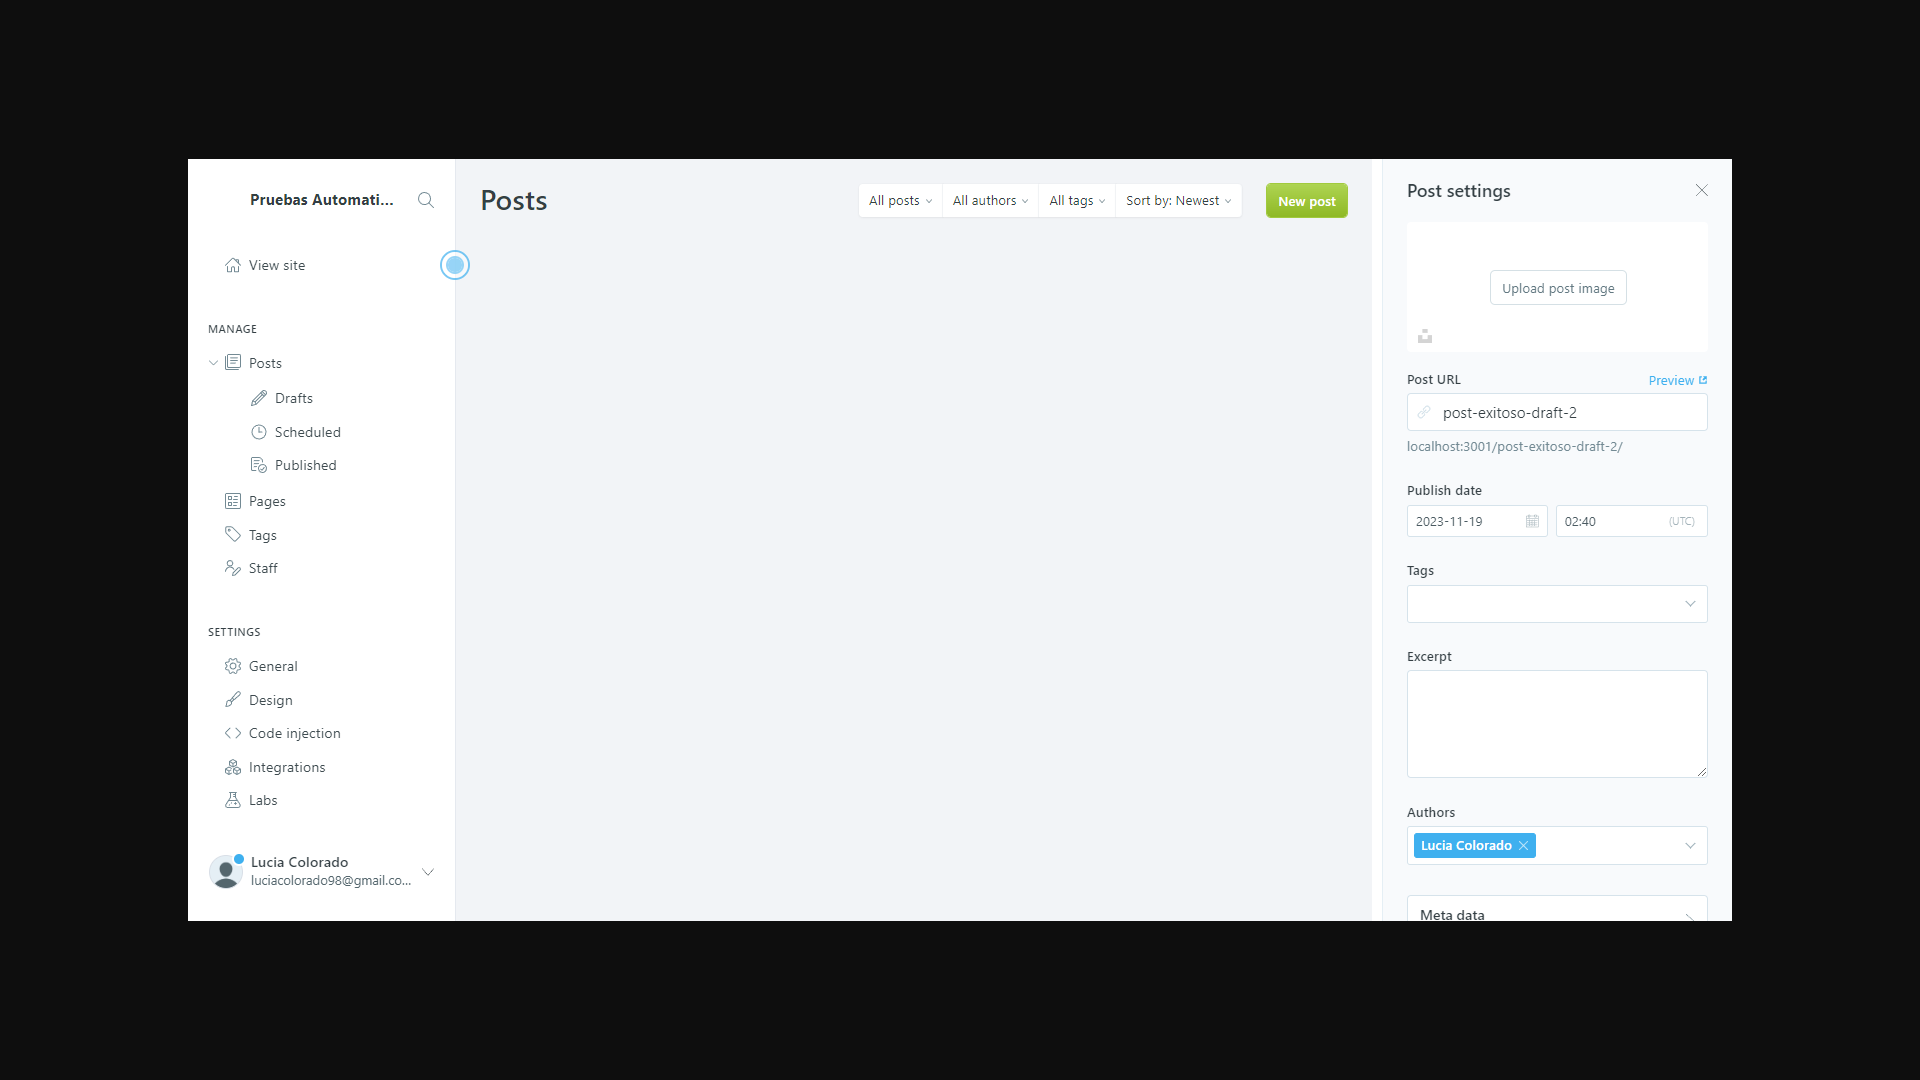 Pruebas Automati...
View site
MANAGE
Posts
Drafts
Scheduled
Published
Pages
Tags
Staff
SETTINGS
General
Design
Code injection
Integrations
Labs
Lucia Colorado
luciacolorado98@gmail.co...
Posts
All posts
All authors
All tags
Sort by: Newest
New post
Post settings
Upload post image
Post URL
Preview
post-exitoso-draft-2
localhost:3001/post-exitoso-draft-2/
Publish date
2023-11-19
02:40
(UTC)
Tags
Excerpt
Authors
Lucia Colorado
Meta data